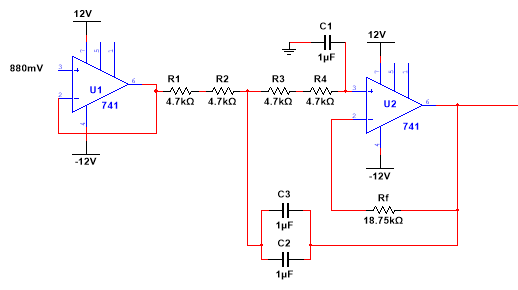 12V
C1
1µF
12V
880mV
3
7
5
1
U1
6
2
4
741
-12V
R1
4.7kΩ
R2
4.7kΩ
R3
4.7kΩ
R4
4.7kΩ
3
7
5
1
U2
6
2
4
741
-12V
Rf
18.75kΩ
C3
1µF
C2
1µF